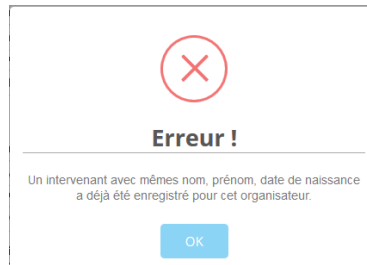 Erreur !
Un intervenant avec mêmes nom, prénom, date de naissance
a déjà été enregistré pour cet organisateur.
OK